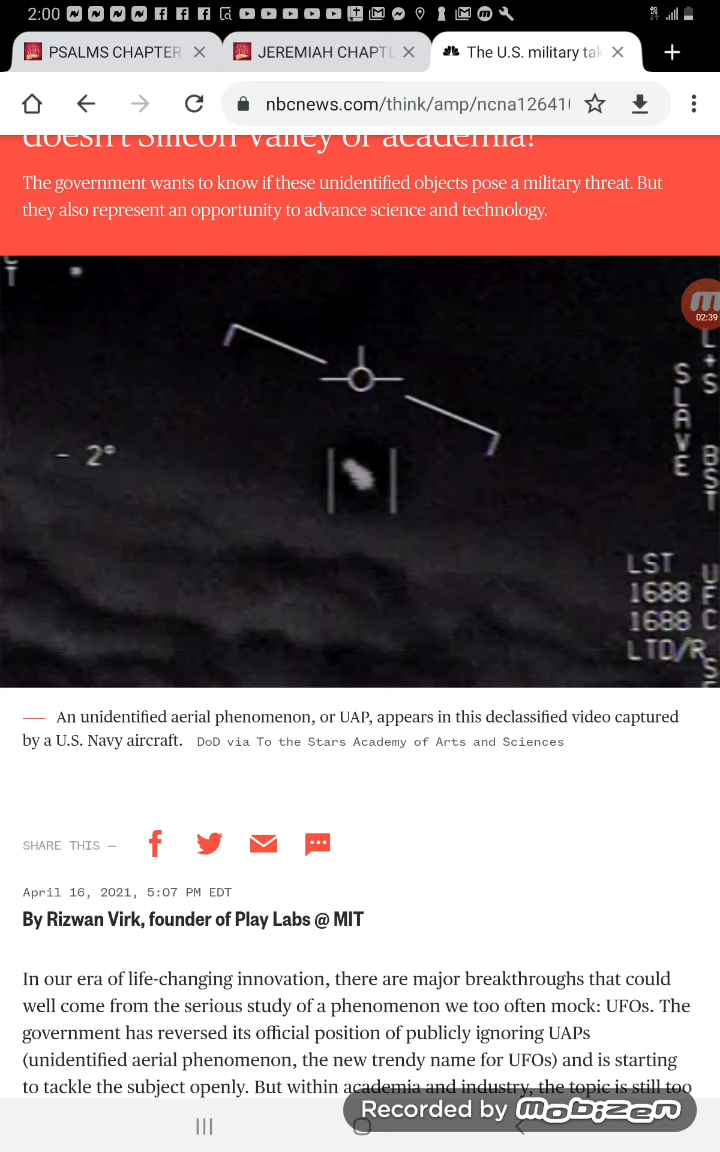 2:00
PSALMS CHAPTER
JEREMIAH CHAPTE
The U.S. military tak
nbcnews.com/think/amp/ncna12641
doesn't Silicon Valley or academia?
The government wants to know if these unidentified objects pose a military threat. But
they also represent an opportunity to advance science and technology.
02:39
L+S
SLAVE
BST
- 2°
LST
1688
1688
LTD/R
— An unidentified aerial phenomenon, or UAP, appears in this declassified video captured
by a U.S. Navy aircraft. DoD via To the Stars Academy of Arts and Sciences
SHARE THIS —
April 16, 2021, 5:07 PM EDT
By Rizwan Virk, founder of Play Labs @ MIT
In our era of life-changing innovation, there are major breakthroughs that could
well come from the serious study of a phenomenon we too often mock: UFOs. The
government has reversed its official position of publicly ignoring UAPs
(unidentified aerial phenomenon, the new trendy name for UFOs) and is starting
to tackle the subject openly. But within academia and industry, the topic is still too
Recorded by mobizen